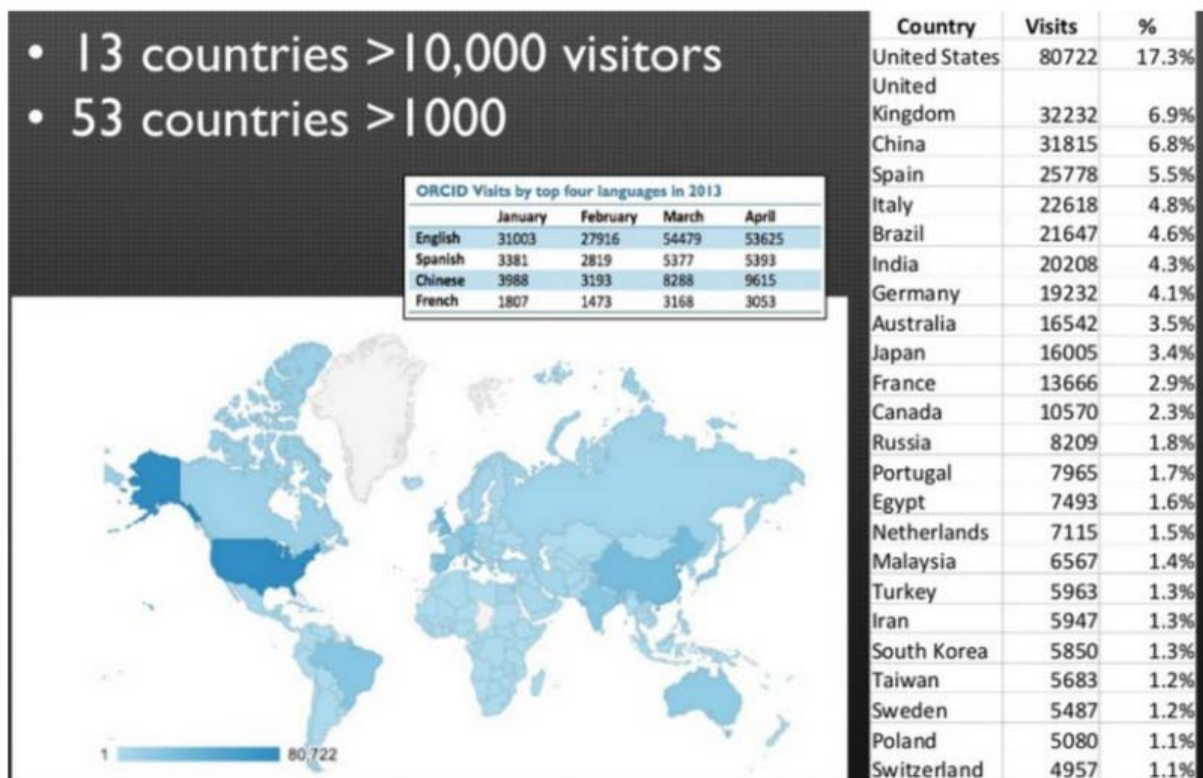 • 13 countries >10,000 visitors
• 53 countries >1000
ORCID Visits by top four languages in 2013
January February March April
English 31003 27916 54479 53625
Spanish 3381 2819 5377 5393
Chinese 3988 3193 8288 9615
French 1807 1473 3168 3053
1 80,722
Country Visits %
United States 80722 17.3%
United
Kingdom 32232 6.9%
China 31815 6.8%
Spain 25778 5.5%
Italy 22618 4.8%
Brazil 21647 4.6%
India 20208 4.3%
Germany 19232 4.1%
Australia 16542 3.5%
Japan 16005 3.4%
France 13666 2.9%
Canada 10570 2.3%
Russia 8209 1.8%
Portugal 7965 1.7%
Egypt 7493 1.6%
Netherlands 7115 1.5%
Malaysia 6567 1.4%
Turkey 5963 1.3%
Iran 5947 1.3%
South Korea 5850 1.3%
Taiwan 5683 1.2%
Sweden 5487 1.2%
Poland 5080 1.1%
Switzerland 4957 1.1%